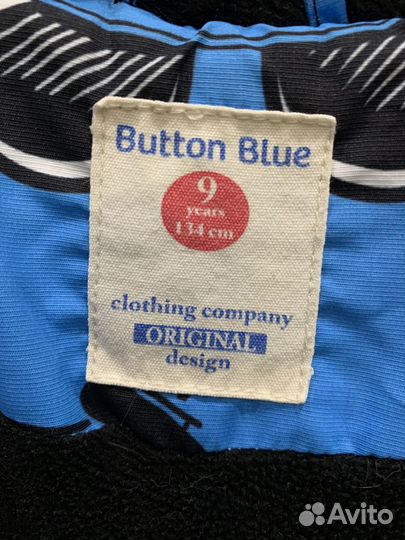 Button Blue
9
years
134 cm
clothing company
ORIGINAL
design
Avito